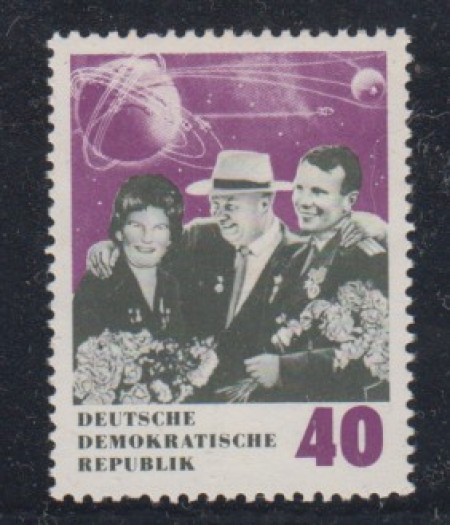 DEUTSCHE
DEMOKRATISCHE
REPUBLIK
40